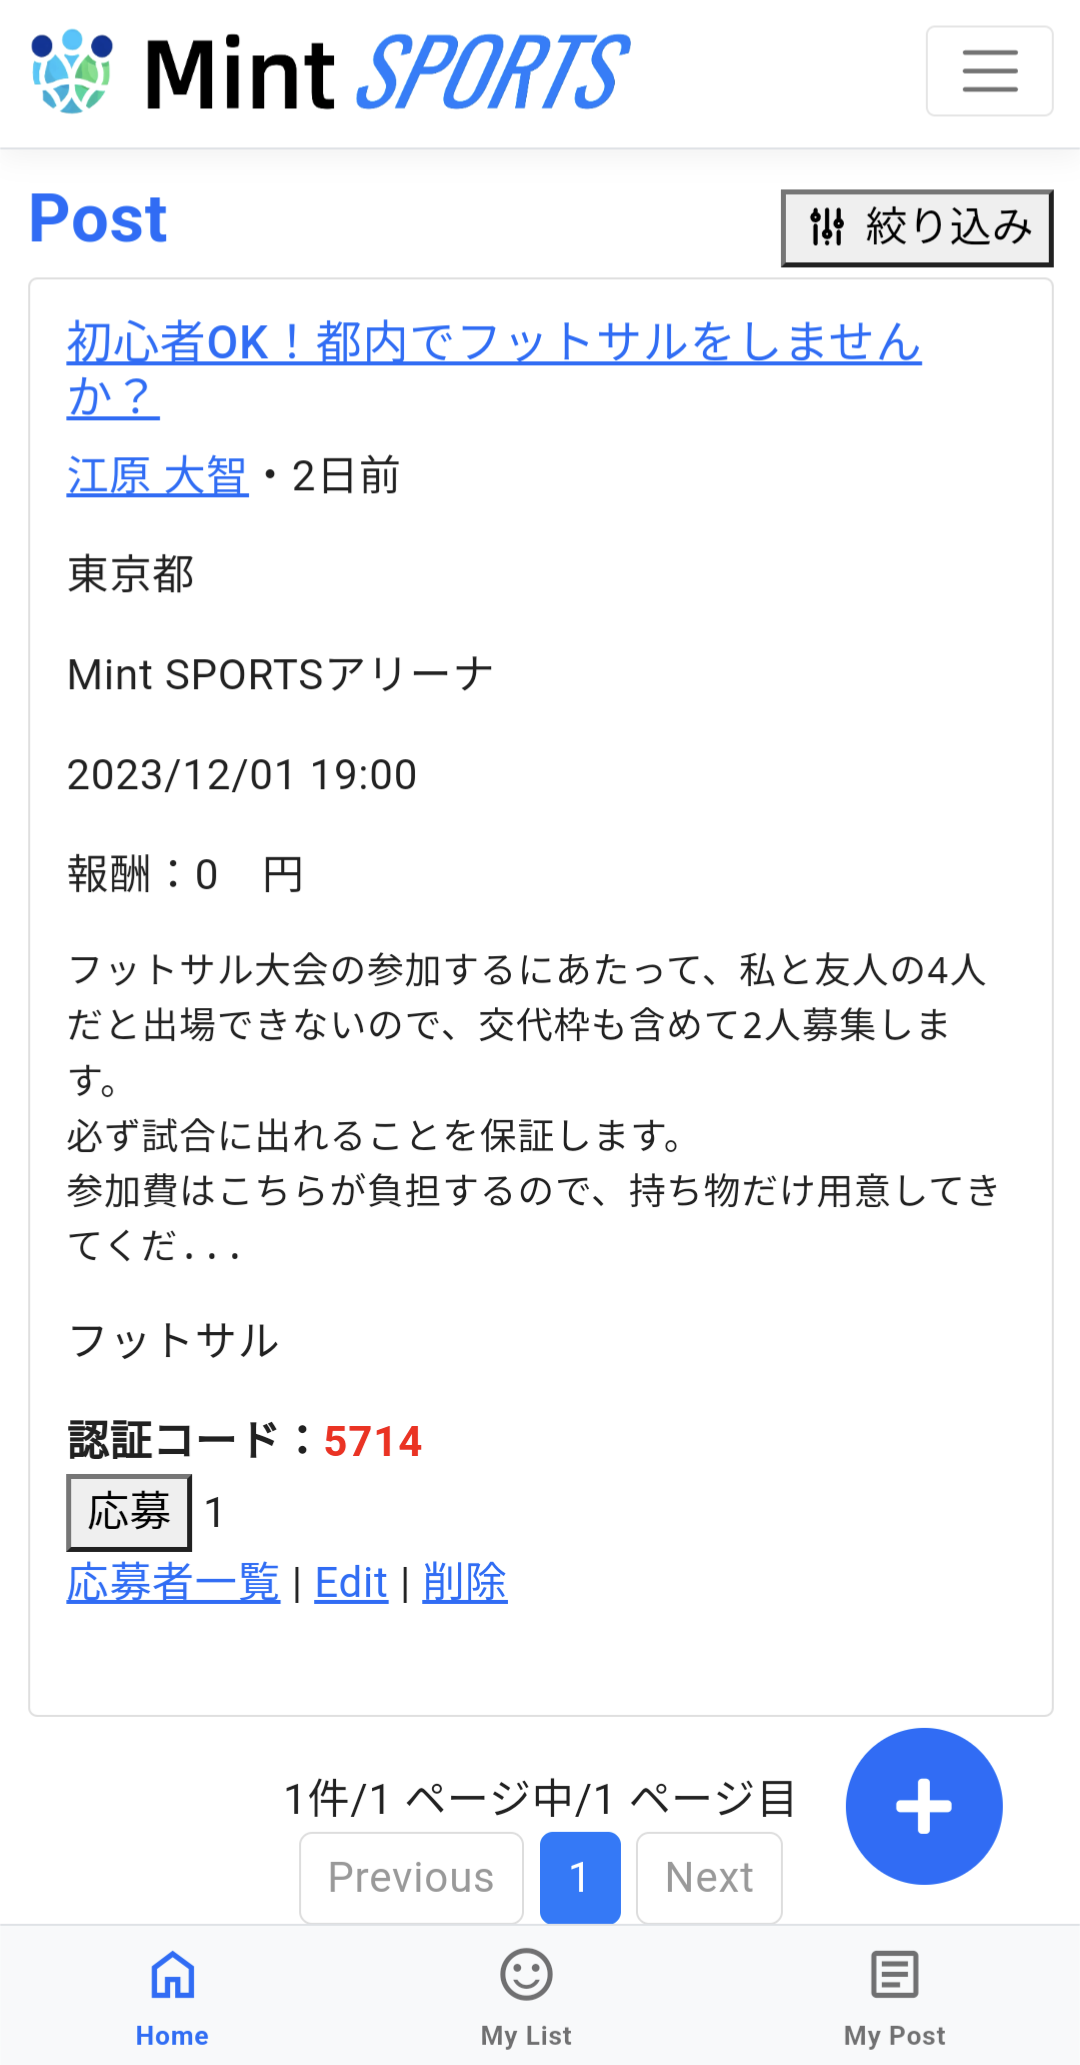 Mint SPORTS
Post
絞り込み
初心者OK！都内でフットサルをしません
か？
江原 大智・2日前
東京都
Mint SPORTSアリーナ
2023/12/01 19:00
報酬：0　円
フットサル大会の参加するにあたって、私と友人の4人
だと出場できないので、交代枠も含めて2人募集しま
す。
必ず試合に出れることを保証します。
参加費はこちらが負担するので、持ち物だけ用意してき
てくだ...
フットサル
認証コード：5714
応募 1
応募者一覧 | Edit | 削除
1件/1 ページ中/1 ページ目
Previous 1 Next
Home My List My Post